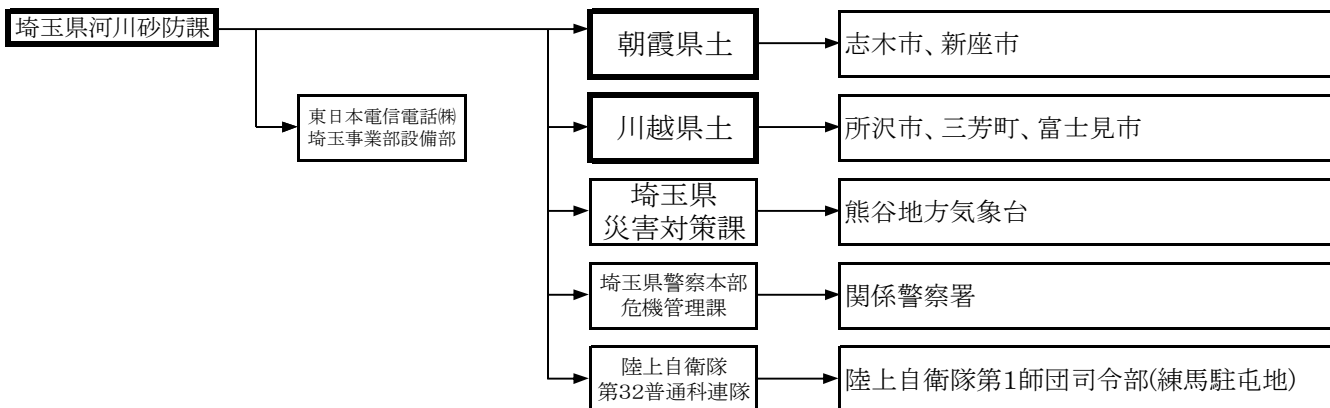 埼玉県河川砂防課
朝霞県土
志木市、新座市
東日本電信電話㈱
埼玉事業部設備部
川越県土
所沢市、三芳町、富士見市
埼玉県
災害対策課
熊谷地方気象台
埼玉県警察本部
危機管理課
関係警察署
陸上自衛隊
第32普通科連隊
陸上自衛隊第1師団司令部(練馬駐屯地)